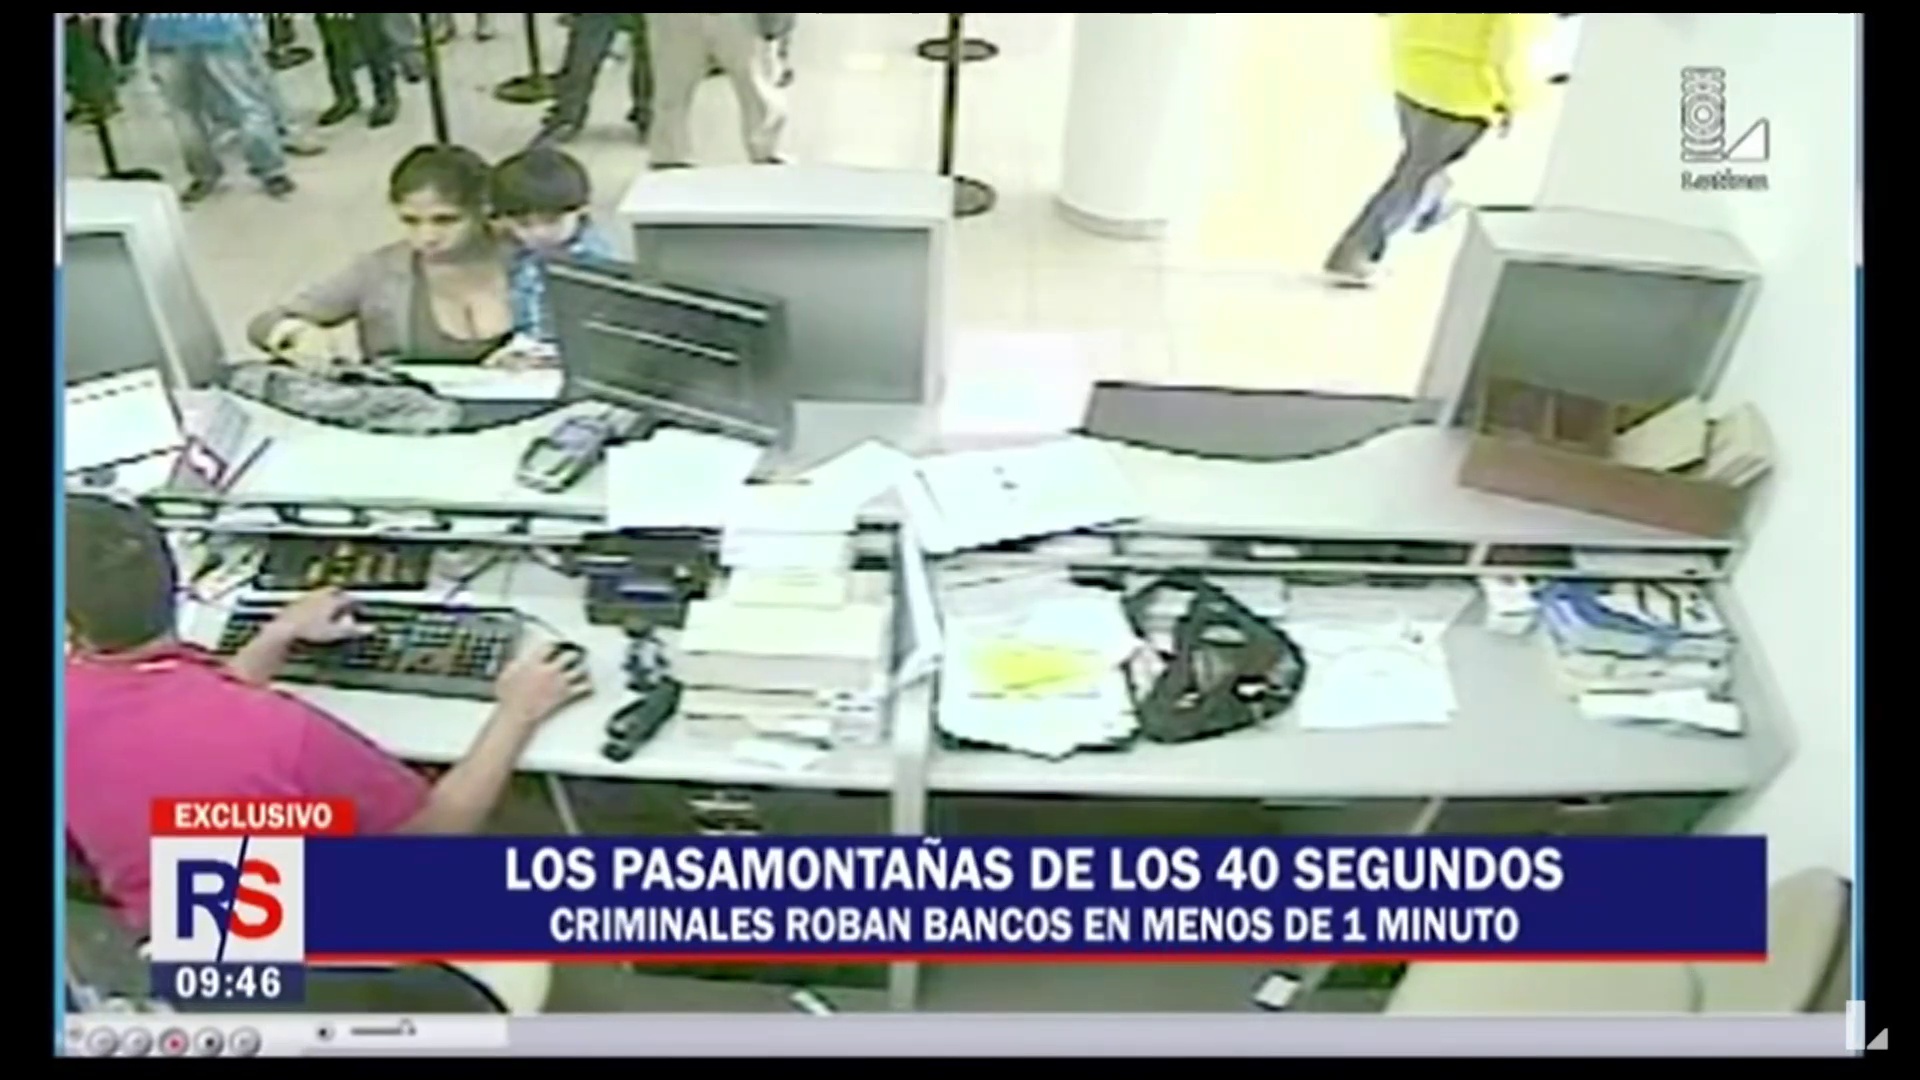 Latina
EXCLUSIVO
RS
LOS PASAMONTAÑAS DE LOS 40 SEGUNDOS
CRIMINALES ROBAN BANCOS EN MENOS DE 1 MINUTO
09:46